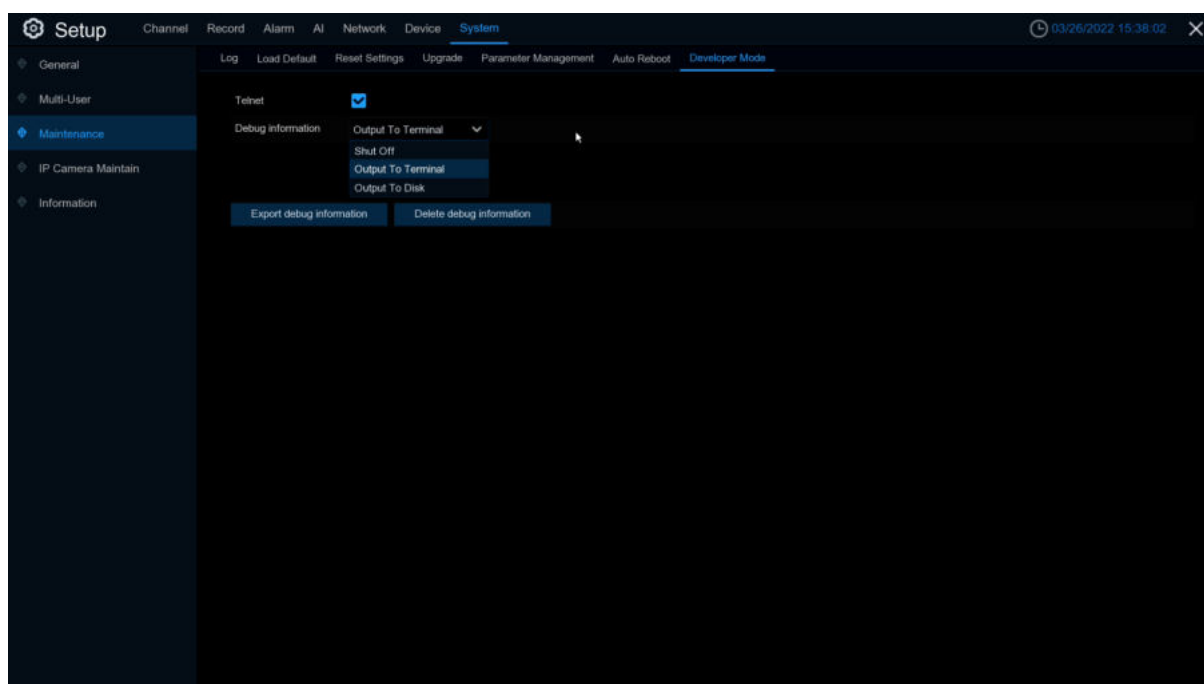 Setup Channel Record Alarm AI Network Device System 03/26/2022 15:38:02
General
Multi-User
Maintenance
IP Camera Maintain
Information
Log Load Default Reset Settings Upgrade Parameter Management Auto Reboot Developer Mode
Telnet
Debug information Output To Terminal
Shut Off
Output To Terminal
Output To Disk
Export debug information Delete debug information